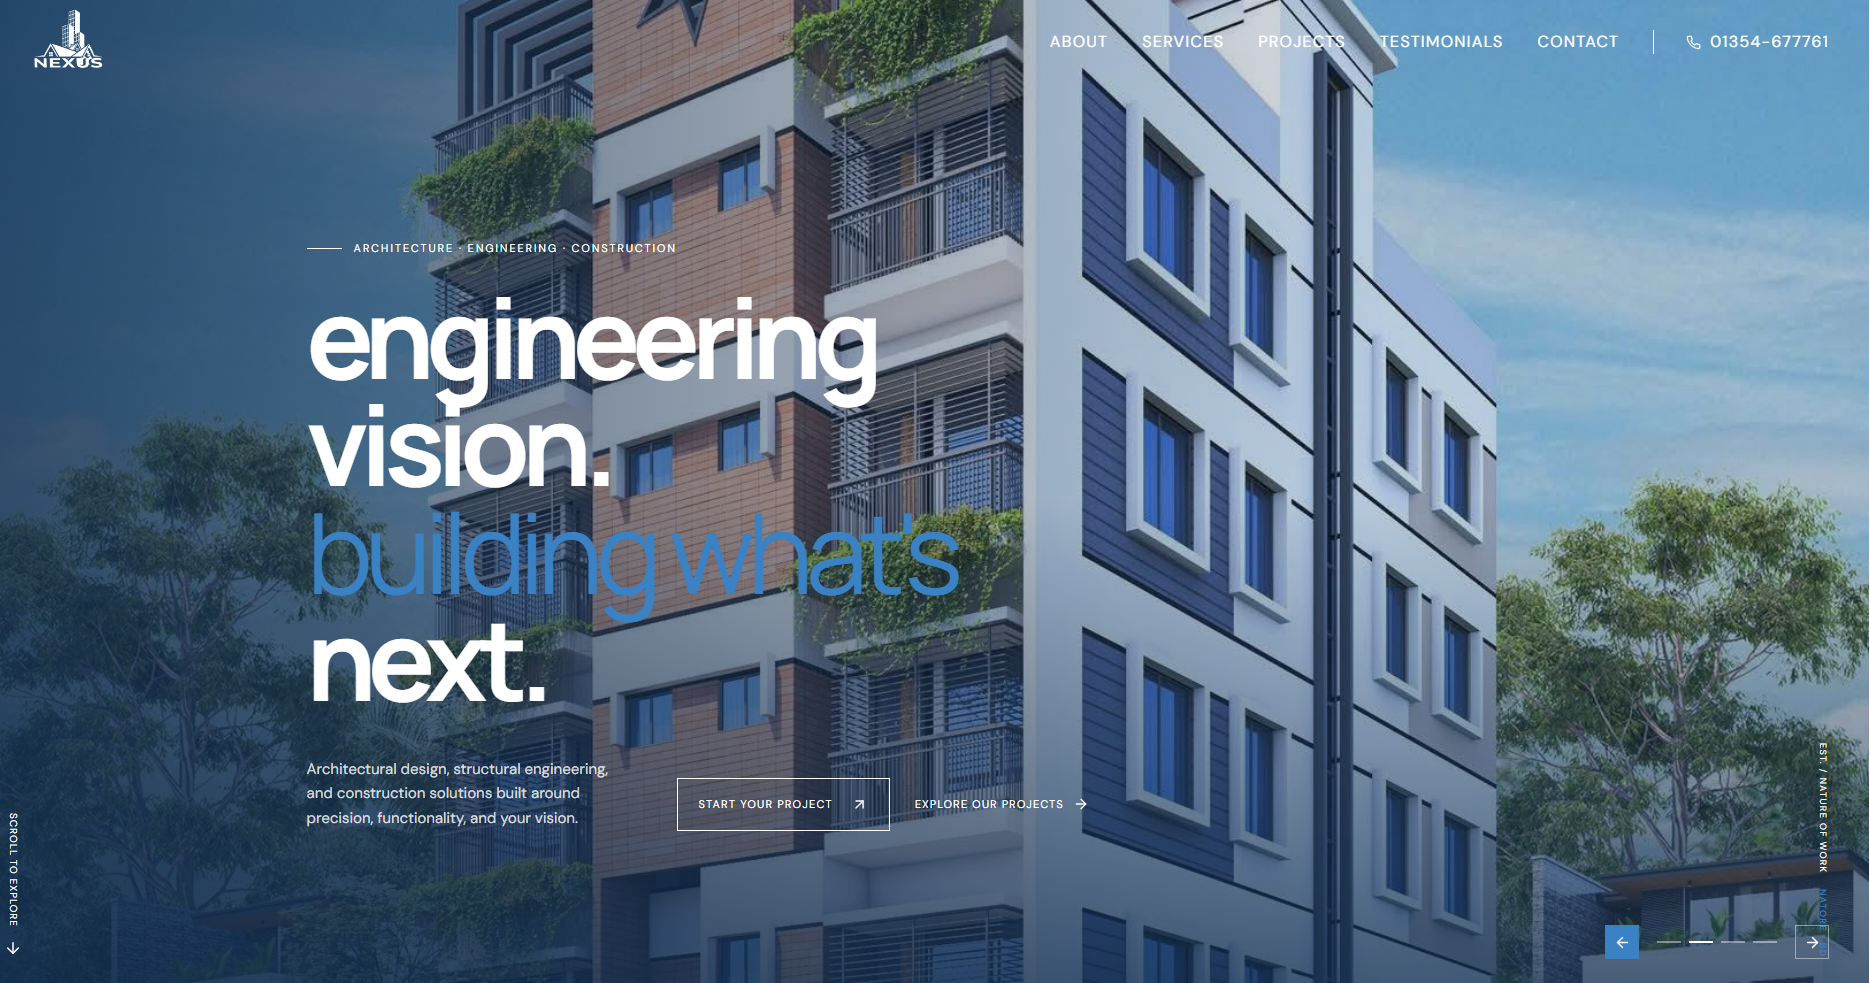 NEXUS
ABOUT SERVICES PROJECTS TESTIMONIALS CONTACT 01354-677761
ARCHITECTURE · ENGINEERING · CONSTRUCTION
engineering
vision.
building what's
next.
Architectural design, structural engineering,
and construction solutions built around
precision, functionality, and your vision.
START YOUR PROJECT
EXPLORE OUR PROJECTS
SCROLL TO EXPLORE
EST. / NATURE OF WORK